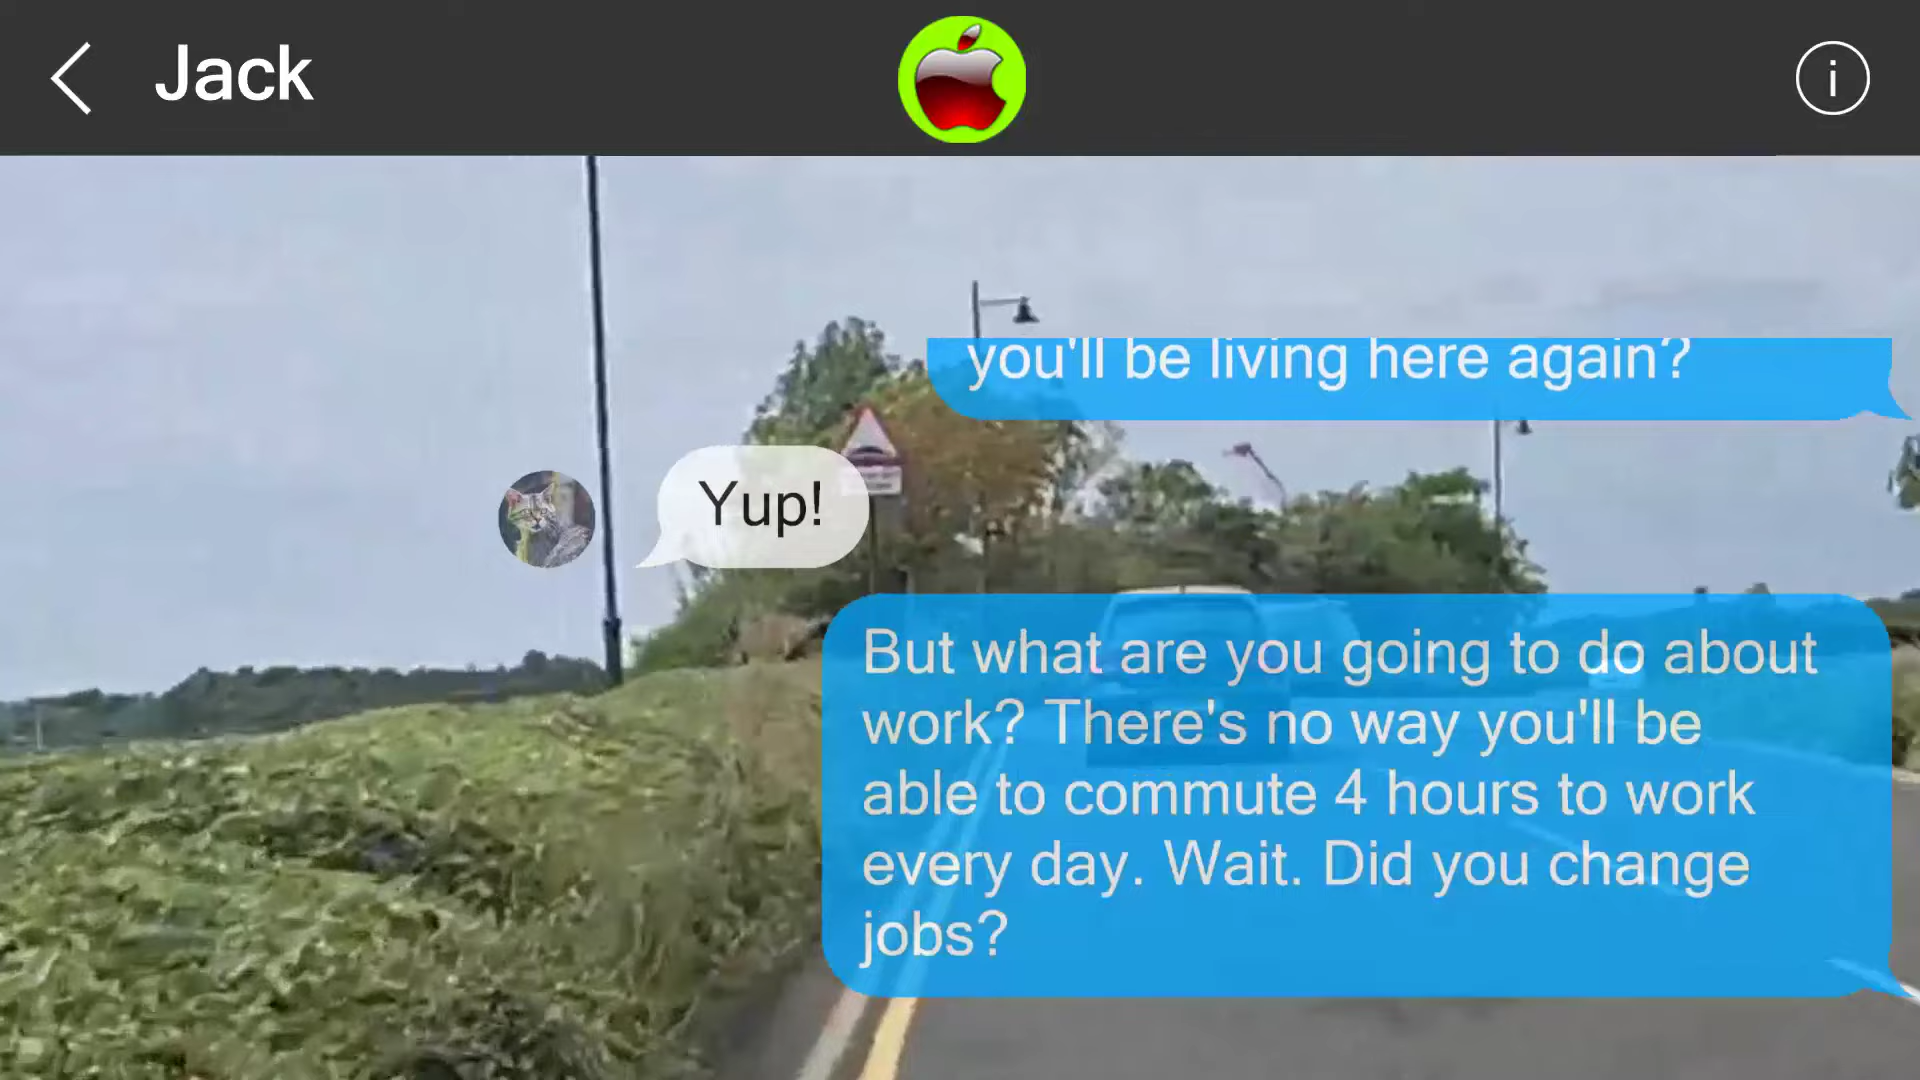 Jack
i
you'll be living here again?
Yup!
But what are you going to do about
work? There's no way you'll be
able to commute 4 hours to work
every day. Wait. Did you change
jobs?